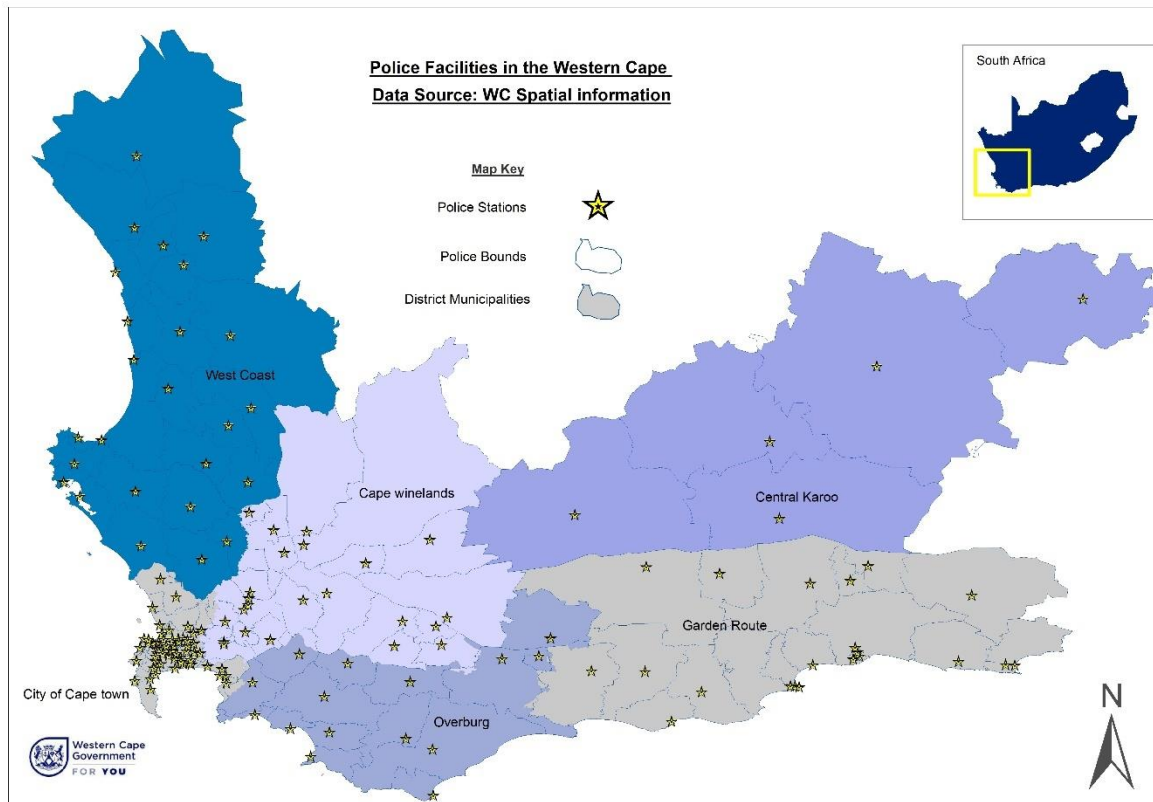 Police Facilities in the Western Cape
Data Source: WC Spatial information
South Africa
Map Key
Police Stations
Police Bounds
District Municipalities
West Coast
Cape winelands
Central Karoo
Garden Route
City of Cape town
Overburg
N
Western Cape
Government
FOR YOU